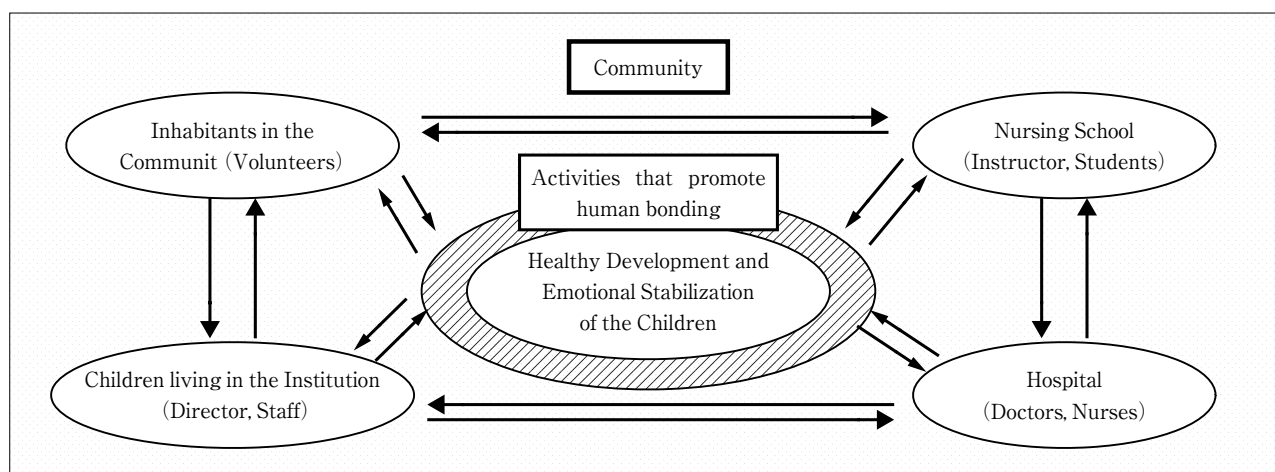 Community
Inhabitants in the
Communit (Volunteers)
Nursing School
(Instructor, Students)
Activities that promote
human bonding
Healthy Development and
Emotional Stabilization
of the Children
Children living in the Institution
(Director, Staff)
Hospital
(Doctors, Nurses)